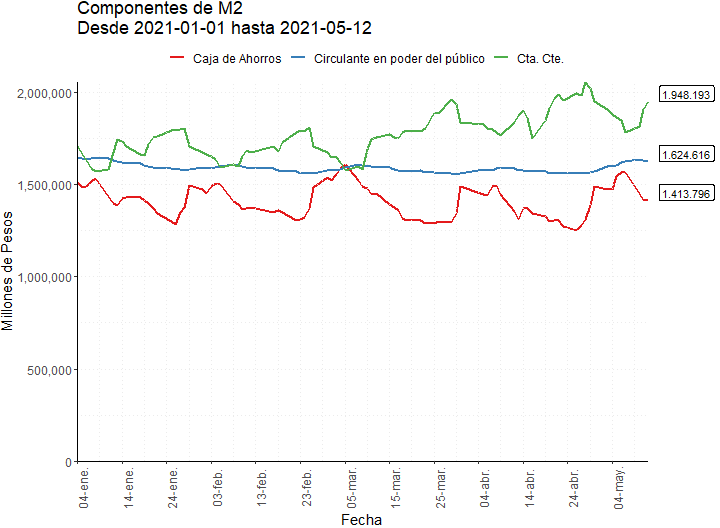 Componentes de M2
Desde 2021-01-01 hasta 2021-05-12
Caja de Ahorros Circulante en poder del público Cta. Cte.
Millones de Pesos
2,000,000
1,500,000
1,000,000
500,000
0
1.948.193
1.624.616
1.413.796
04-ene. 14-ene. 24-ene. 03-feb. 13-feb. 23-feb. 05-mar. 15-mar. 25-mar. 04-abr. 14-abr. 24-abr. 04-may.
Fecha